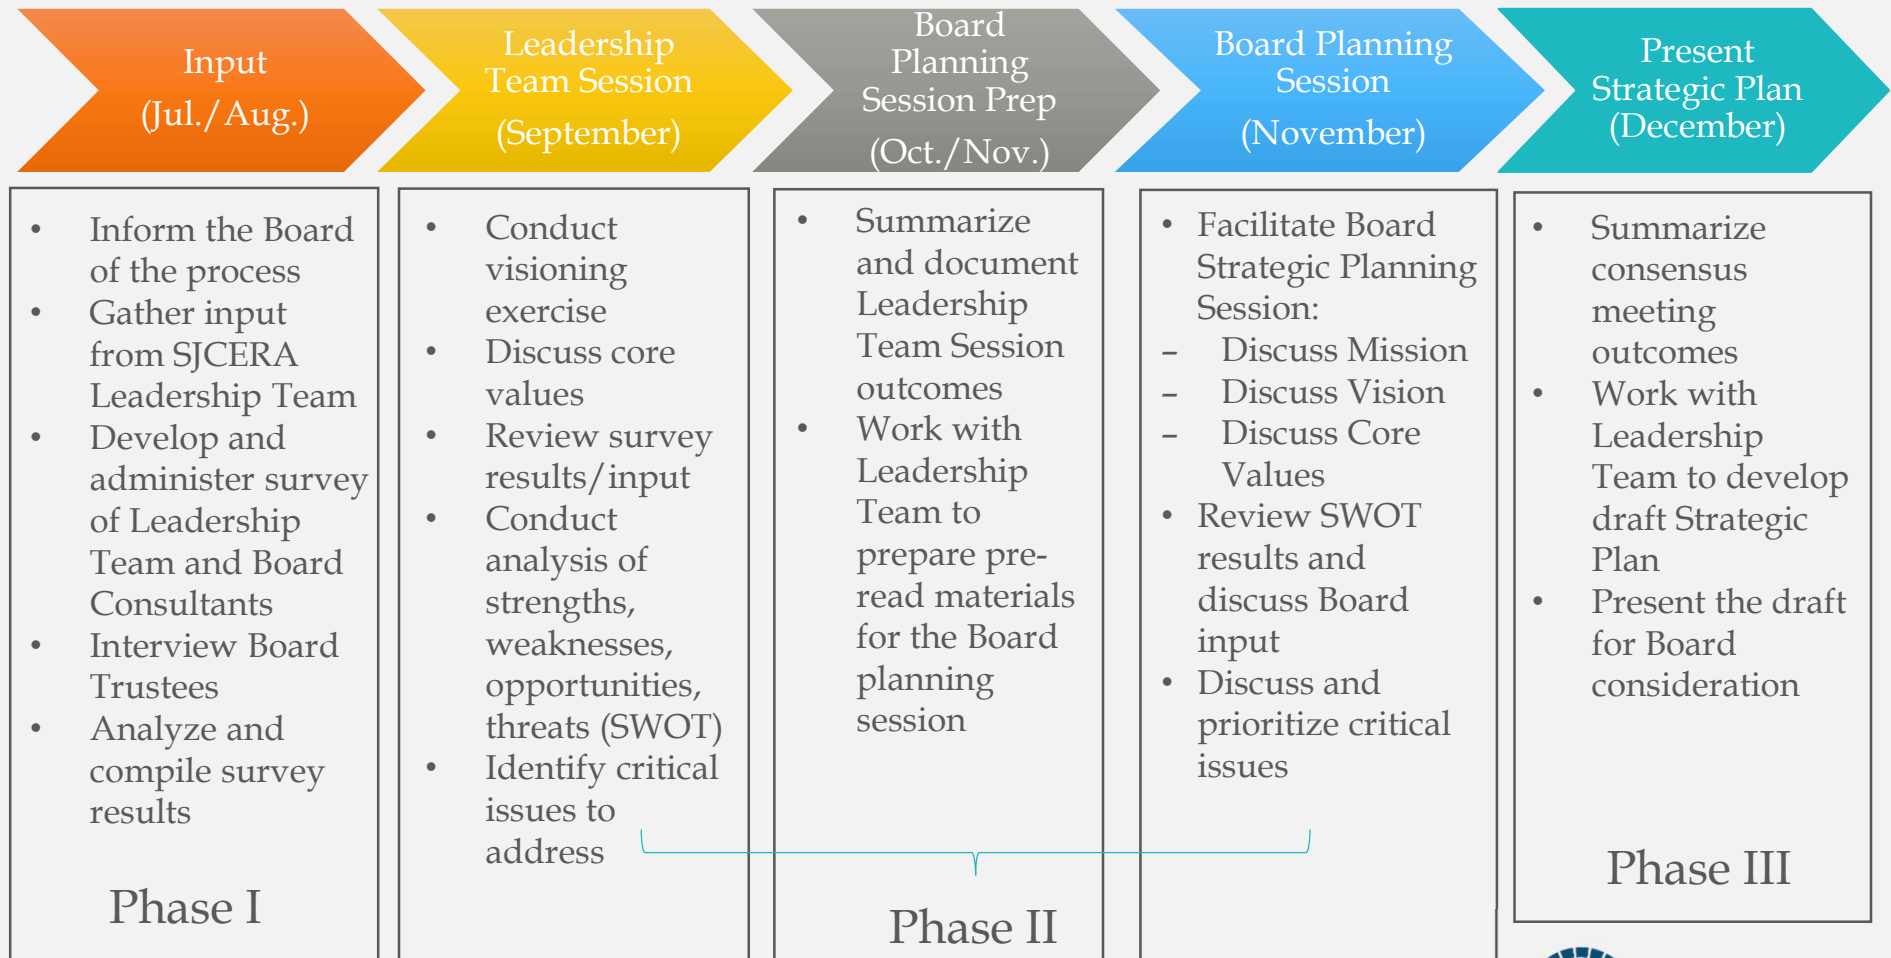 Input
(Jul./Aug.)
Leadership
Team Session
(September)
Board
Planning
Session Prep
(Oct./Nov.)
Board Planning
Session
(November)
Present
Strategic Plan
(December)
• Inform the Board
of the process
• Gather input
from SJCERA
Leadership Team
• Develop and
administer survey
of Leadership
Team and Board
Consultants
• Interview Board
Trustees
• Analyze and
compile survey
results
Phase I
• Conduct
visioning
exercise
• Discuss core
values
• Review survey
results/input
• Conduct
analysis of
strengths,
weaknesses,
opportunities,
threats (SWOT)
• Identify critical
issues to
address
• Summarize
and document
Leadership
Team Session
outcomes
• Work with
Leadership
Team to
prepare pre-
read materials
for the Board
planning
session
Phase II
• Facilitate Board
Strategic Planning
Session:
– Discuss Mission
– Discuss Vision
– Discuss Core
Values
• Review SWOT
results and
discuss Board
input
• Discuss and
prioritize critical
issues
• Summarize
consensus
meeting
outcomes
• Work with
Leadership
Team to develop
draft Strategic
Plan
• Present the draft
for Board
consideration
Phase III